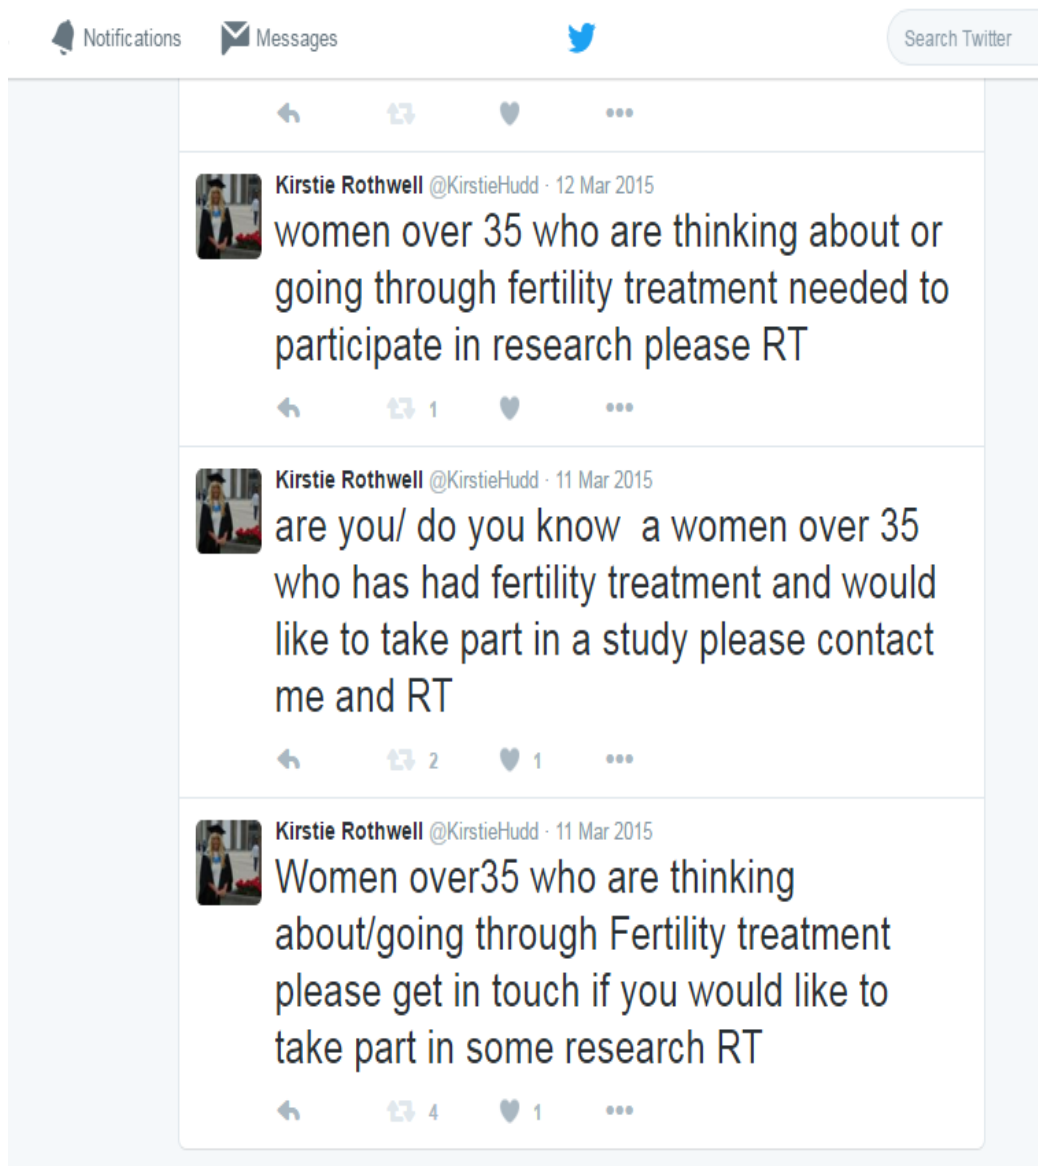 Notifications Messages Search Twitter
Kirstie Rothwell @KirstieHudd · 12 Mar 2015
women over 35 who are thinking about or
going through fertility treatment needed to
participate in research please RT
1
Kirstie Rothwell @KirstieHudd · 11 Mar 2015
are you/ do you know  a women over 35
who has had fertility treatment and would
like to take part in a study please contact
me and RT
2 1
Kirstie Rothwell @KirstieHudd · 11 Mar 2015
Women over35 who are thinking
about/going through Fertility treatment
please get in touch if you would like to
take part in some research RT
4 1